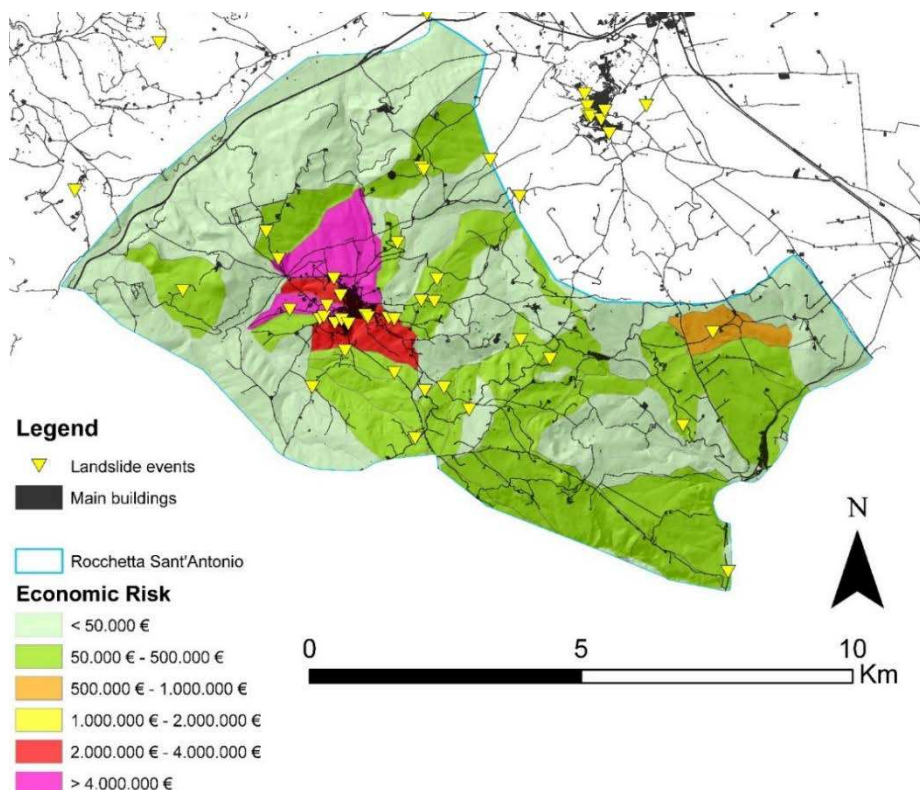 Legend
Landslide events
Main buildings
Rocchetta Sant'Antonio
Economic Risk
< 50.000 €
50.000 € - 500.000 €
500.000 € - 1.000.000 €
1.000.000 € - 2.000.000 €
2.000.000 € - 4.000.000 €
> 4.000.000 €
N
0 5 10
Km